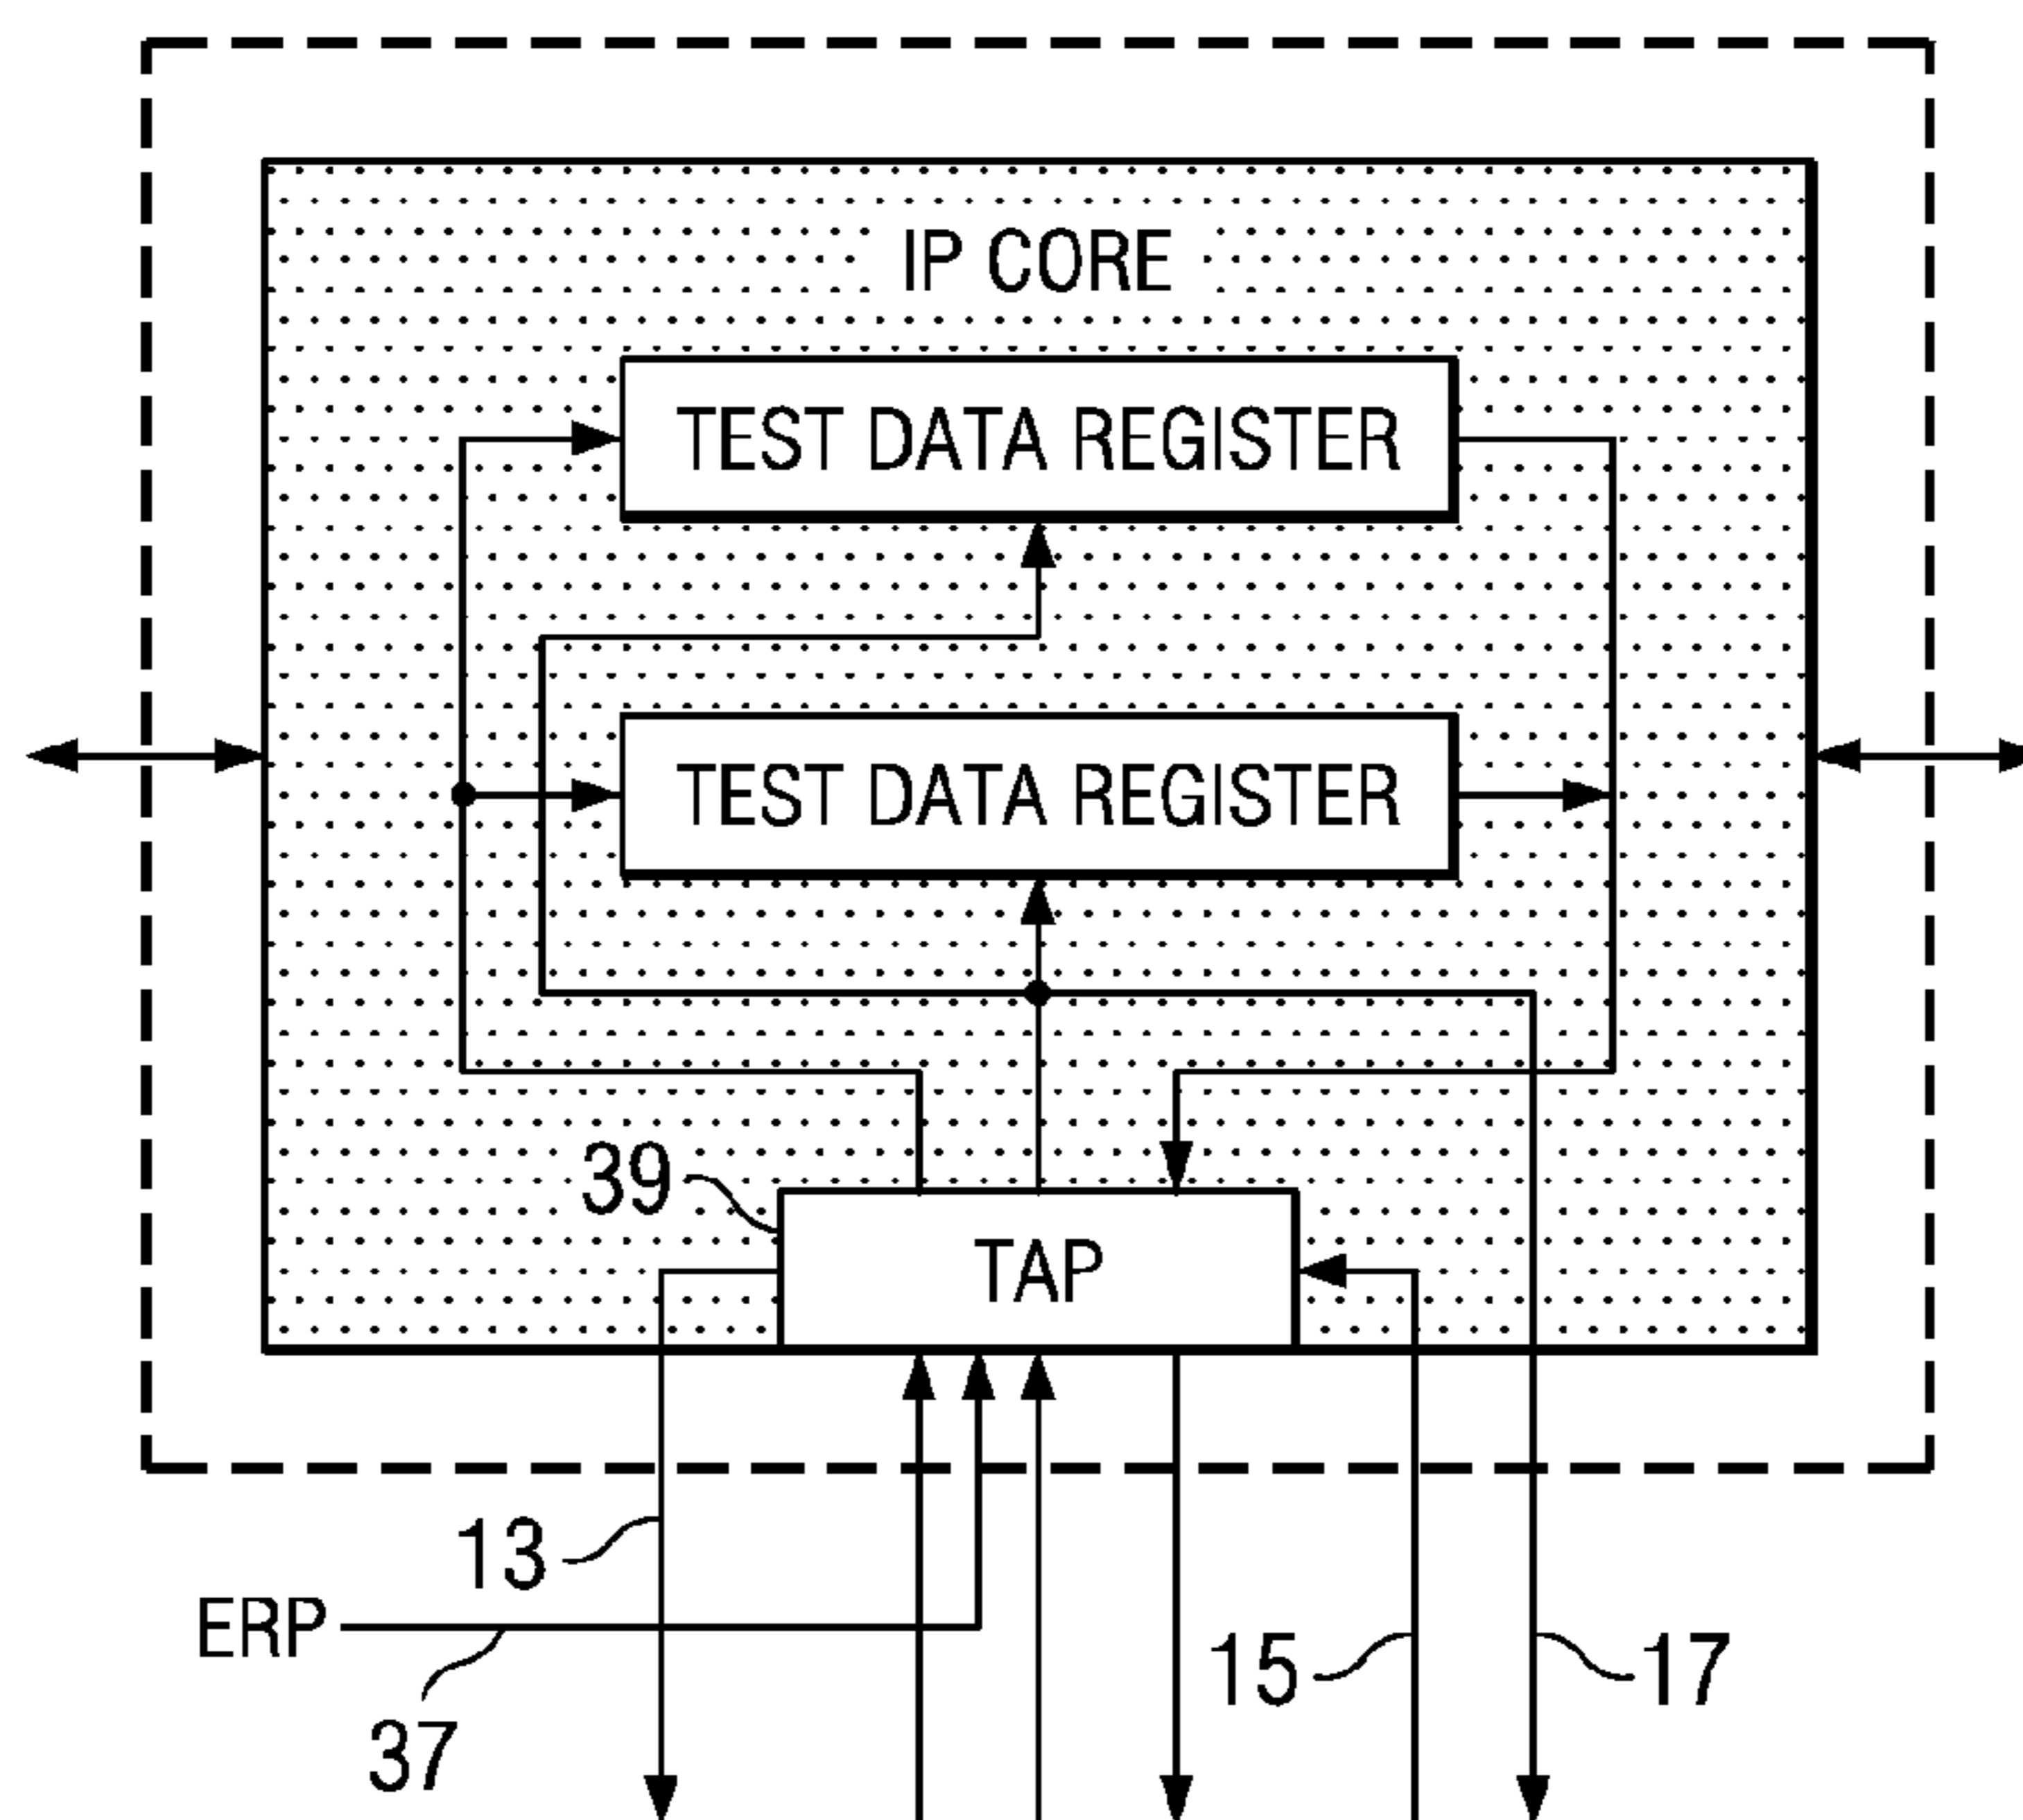 IP CORE
TEST DATA REGISTER
TEST DATA REGISTER
39
TAP
13
ERP
15
17
37